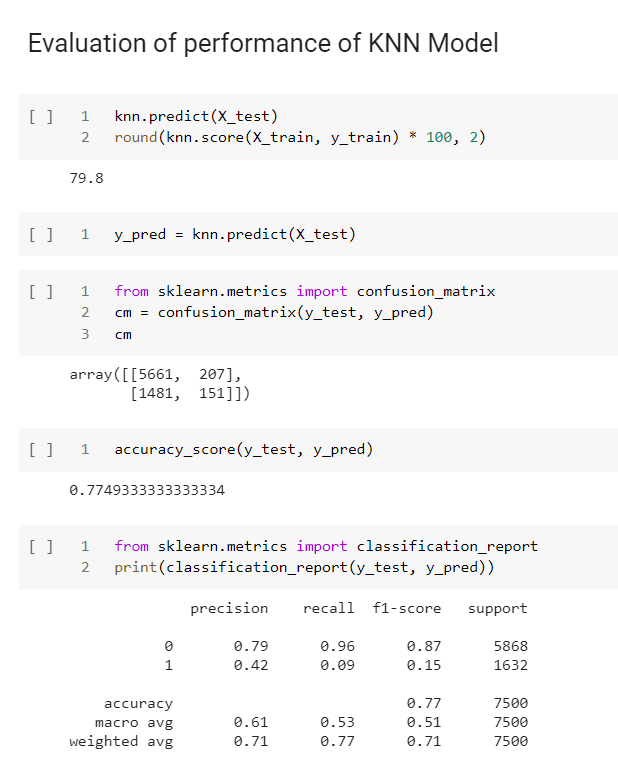 Evaluation of performance of KNN Model
[ ] 1 knn.predict(X_test)
2 round(knn.score(X_train, y_train) * 100, 2)
79.8
[ ] 1 y_pred = knn.predict(X_test)
[ ] 1 from sklearn.metrics import confusion_matrix
2 cm = confusion_matrix(y_test, y_pred)
3 cm
array([[5661, 207],
[1481, 151]])
[ ] 1 accuracy_score(y_test, y_pred)
0.7749333333333334
[ ] 1 from sklearn.metrics import classification_report
2 print(classification_report(y_test, y_pred))
precision recall f1-score support
0 0.79 0.96 0.87 5868
1 0.42 0.09 0.15 1632
accuracy 0.77 7500
macro avg 0.61 0.53 0.51 7500
weighted avg 0.71 0.77 0.71 7500